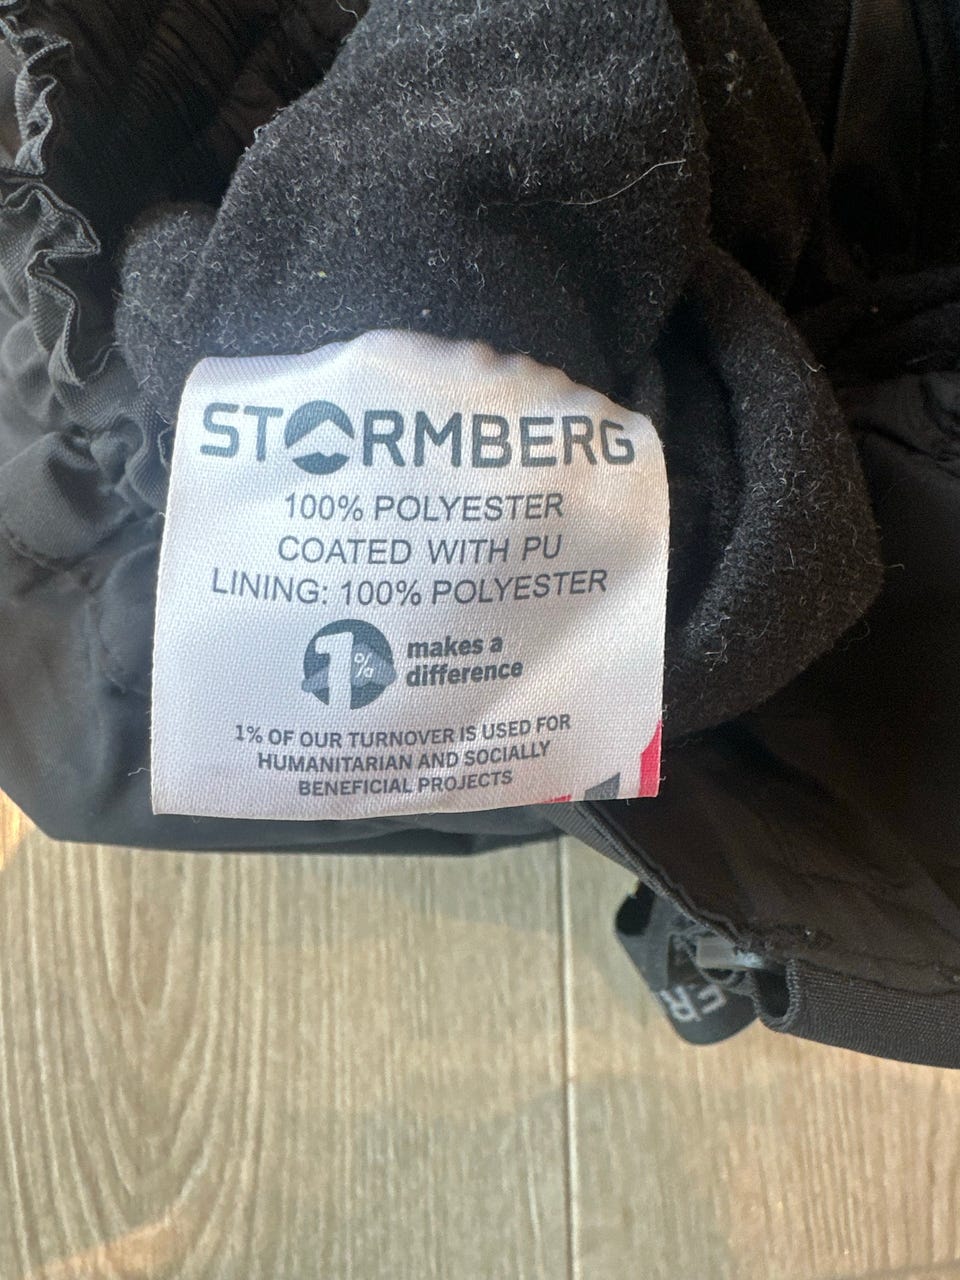 STORMBERG
100% POLYESTER
COATED WITH PU
LINING: 100% POLYESTER
1%
makes a
difference
1% OF OUR TURNOVER IS USED FOR
HUMANITARIAN AND SOCIALLY
BENEFICIAL PROJECTS
ER